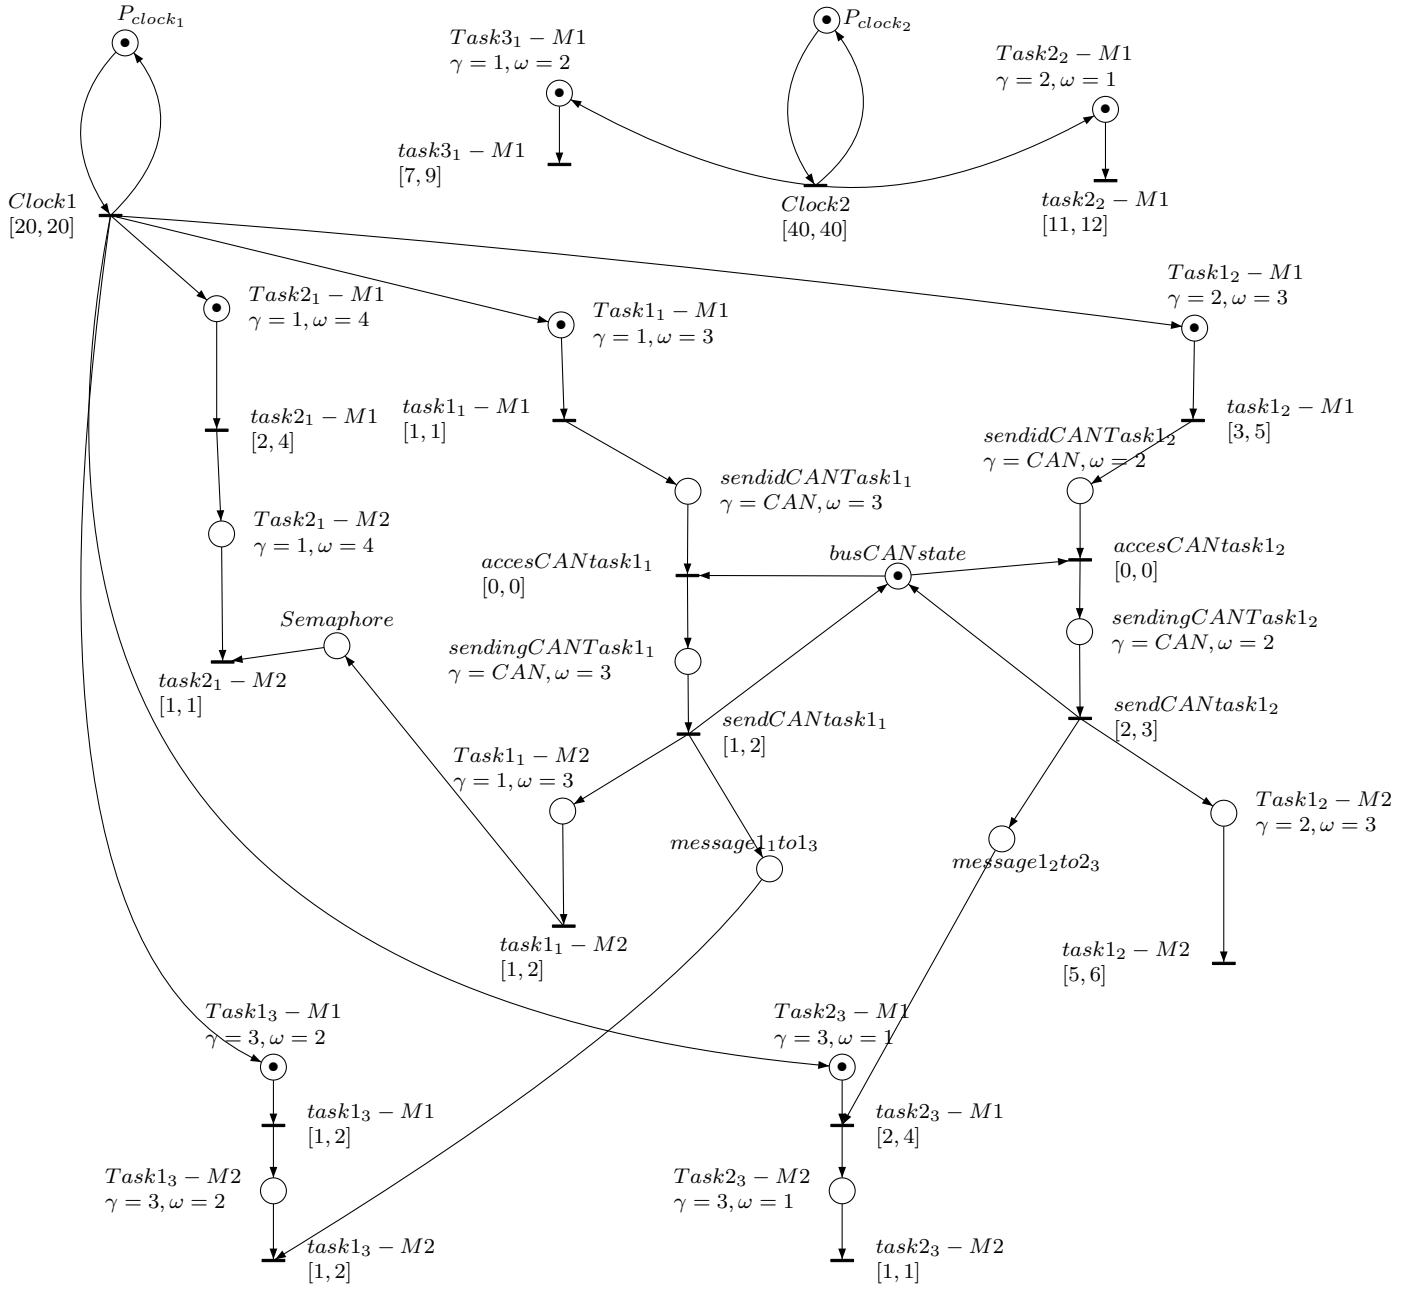 P_clock_1
P_clock_2
Task3_1 − M1
γ = 1, ω = 2
Task2_2 − M1
γ = 2, ω = 1
task3_1 − M1
[7, 9]
Clock1
[20, 20]
Clock2
[40, 40]
task2_2 − M1
[11, 12]
Task2_1 − M1
γ = 1, ω = 4
Task1_1 − M1
γ = 1, ω = 3
Task1_2 − M1
γ = 2, ω = 3
task2_1 − M1
[2, 4]
task1_1 − M1
[1, 1]
task1_2 − M1
[3, 5]
sendidCANTask1_2
γ = CAN, ω = 2
sendidCANTask1_1
γ = CAN, ω = 3
Task2_1 − M2
γ = 1, ω = 4
accesCANtask1_1
[0, 0]
busCANstate
accesCANtask1_2
[0, 0]
Semaphore
sendingCANTask1_1
γ = CAN, ω = 3
sendingCANTask1_2
γ = CAN, ω = 2
task2_1 − M2
[1, 1]
sendCANtask1_1
[1, 2]
sendCANtask1_2
[2, 3]
Task1_1 − M2
γ = 1, ω = 3
Task1_2 − M2
γ = 2, ω = 3
message1_1to1_3
message1_2to2_3
task1_1 − M2
[1, 2]
task1_2 − M2
[5, 6]
Task1_3 − M1
γ = 3, ω = 2
Task2_3 − M1
γ = 3, ω = 1
task1_3 − M1
[1, 2]
task2_3 − M1
[2, 4]
Task1_3 − M2
γ = 3, ω = 2
Task2_3 − M2
γ = 3, ω = 1
task1_3 − M2
[1, 2]
task2_3 − M2
[1, 1]